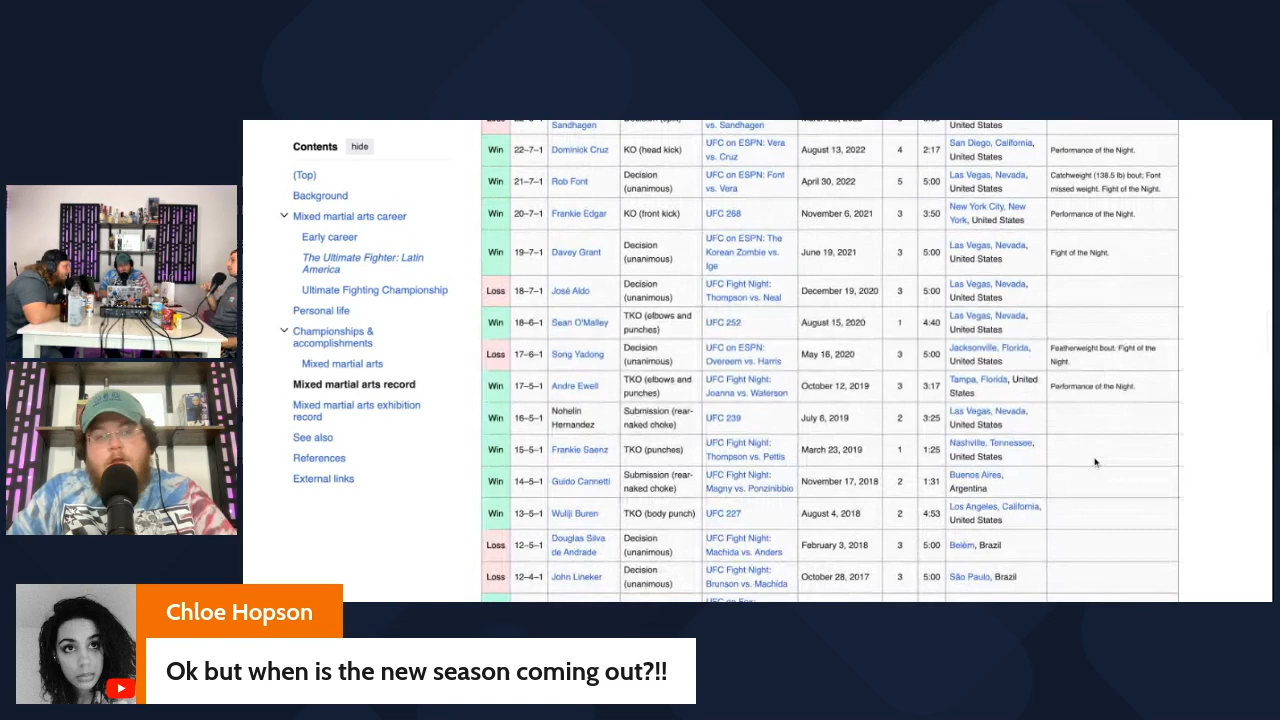 Contents hide
(Top)
Background
Mixed martial arts career
Early career
The Ultimate Fighter: Latin
America
Ultimate Fighting Championship
Personal life
Championships &
accomplishments
Mixed martial arts
Mixed martial arts record
Mixed martial arts exhibition
record
See also
References
External links
Sandhagen vs. Sandhagen United States
Win 22–7–1 Dominick Cruz KO (head kick) UFC on ESPN: Vera vs. Cruz August 13, 2022 4 2:17 San Diego, California, United States Performance of the Night.
Win 21–7–1 Rob Font Decision (unanimous) UFC on ESPN: Font vs. Vera April 30, 2022 5 5:00 Las Vegas, Nevada, United States Catchweight (138.5 lb) bout; Font missed weight. Fight of the Night.
Win 20–7–1 Frankie Edgar KO (front kick) UFC 268 November 6, 2021 3 3:50 New York City, New York, United States Performance of the Night.
Win 19–7–1 Davey Grant Decision (unanimous) UFC on ESPN: The Korean Zombie vs. Ige June 19, 2021 3 5:00 Las Vegas, Nevada, United States Fight of the Night.
Loss 18–7–1 José Aldo Decision (unanimous) UFC Fight Night: Thompson vs. Neal December 19, 2020 3 5:00 Las Vegas, Nevada, United States
Win 18–6–1 Sean O'Malley TKO (elbows and punches) UFC 252 August 15, 2020 1 4:40 Las Vegas, Nevada, United States
Loss 17–6–1 Song Yadong Decision (unanimous) UFC on ESPN: Overeem vs. Harris May 16, 2020 3 5:00 Jacksonville, Florida, United States Featherweight bout. Fight of the Night.
Win 17–5–1 Andre Ewell TKO (elbows and punches) UFC Fight Night: Joanna vs. Waterson October 12, 2019 3 3:17 Tampa, Florida, United States Performance of the Night.
Win 16–5–1 Nohelin Hernandez Submission (rear-naked choke) UFC 239 July 6, 2019 2 3:25 Las Vegas, Nevada, United States
Win 15–5–1 Frankie Saenz TKO (punches) UFC Fight Night: Thompson vs. Pettis March 23, 2019 1 1:25 Nashville, Tennessee, United States
Win 14–5–1 Guido Cannetti Submission (rear-naked choke) UFC Fight Night: Magny vs. Ponzinibbio November 17, 2018 2 1:31 Buenos Aires, Argentina
Win 13–5–1 Wuliji Buren TKO (body punch) UFC 227 August 4, 2018 2 4:53 Los Angeles, California, United States
Loss 12–5–1 Douglas Silva de Andrade Decision (unanimous) UFC Fight Night: Machida vs. Anders February 3, 2018 3 5:00 Belém, Brazil
Loss 12–4–1 John Lineker Decision (unanimous) UFC Fight Night: Brunson vs. Machida October 28, 2017 3 5:00 São Paulo, Brazil
Chloe Hopson
Ok but when is the new season coming out?!!